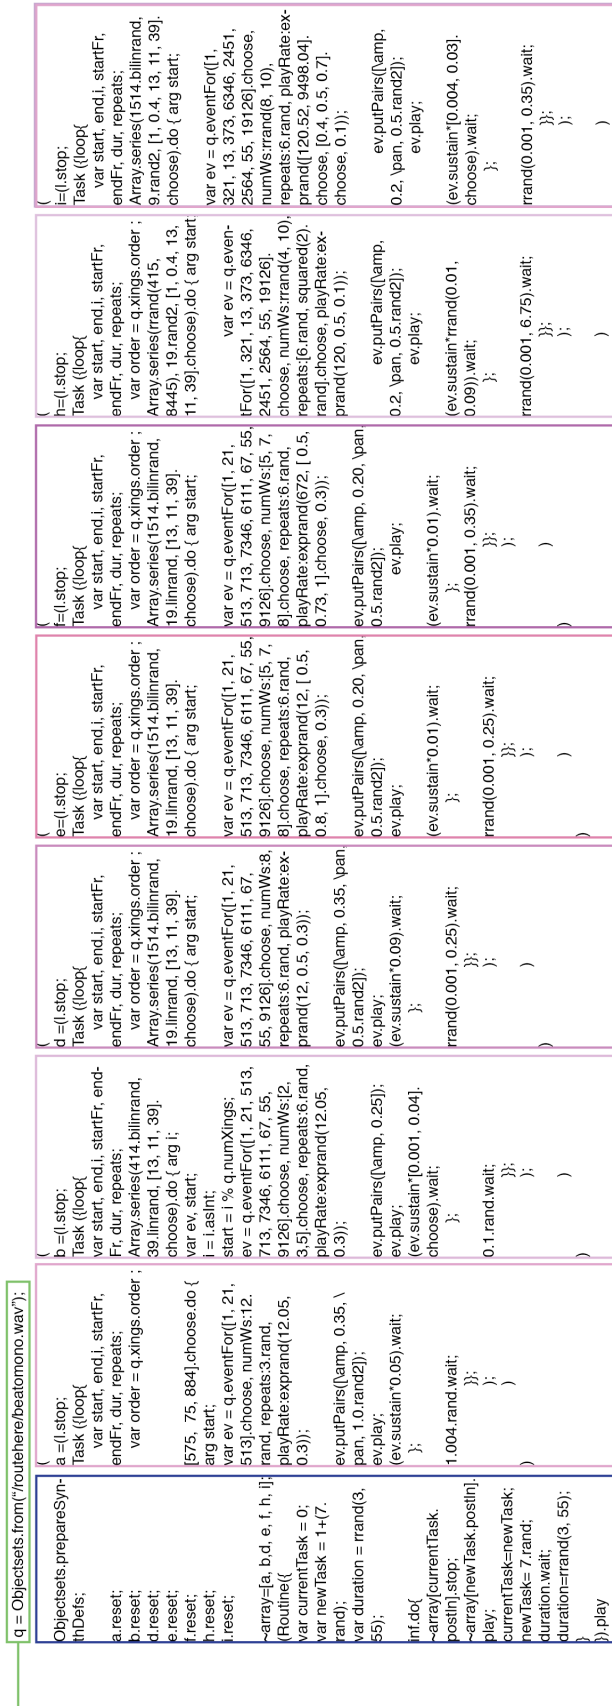 q = Objectsets.from("/routehere/beatomono.wav");
Objectsets.prepareSyn-
thDefs;
a.reset;
b.reset;
d.reset;
e.reset;
f.reset;
h.reset;
i.reset;
~array=[a, b,d, e, f, h, i];
(Routine({
var currentTask = 0;
var newTask = 1+(7.
rand);
var duration = rrand(3,
55);
inf.do{
~array[currentTask.
postln].stop;
~array[newTask.postln].
play;
currentTask=newTask;
newTask= 7.rand;
duration.wait;
duration=rrand(3, 55);
}
}).play
(
a =(l.stop;
Task ({loop{
var start, end,i, startFr,
endFr, dur, repeats;
var order = q.xings.order ;
[575, 75, 884].choose.do {
arg start;
var ev = q.eventFor([1, 21,
513].choose, numWs:12.
rand, repeats:3.rand,
playRate:exprand(12.05,
0.3));
ev.putPairs([\amp, 0.35, \
pan, 1.0.rand2]);
ev.play;
(ev.sustain*0.05).wait;
};
1.004.rand.wait;
}};
);
)
)
(
b =(l.stop;
Task ({loop{
var start, end,i, startFr, end-
Fr, dur, repeats;
Array.series(414.bilinrand,
39.linrand, [13, 11, 39].
choose).do { arg i;
var ev, start;
i = i.asInt;
start = i % q.numXings;
ev = q.eventFor([1, 21, 513,
713, 7346, 6111, 67, 55,
9126].choose, numWs:[2,
3,5].choose, repeats:6.rand,
playRate:exprand(12.05,
0.3));
ev.putPairs([\amp, 0.25]);
ev.play;
(ev.sustain*[0.001, 0.04].
choose).wait;
};
0.1.rand.wait;
}};
);
)
)
(
d =(l.stop;
Task ({loop{
var start, end,i, startFr,
endFr, dur, repeats;
var order = q.xings.order ;
Array.series(1514.bilinrand,
19.linrand, [13, 11, 39].
choose).do { arg start;
var ev = q.eventFor([1, 21,
513, 713, 7346, 6111, 67,
55, 9126].choose, numWs:8,
repeats:6.rand, playRate:ex-
prand(12, 0.5, 0.3));
ev.putPairs([\amp, 0.35, \pan,
0.5.rand2]);
ev.play;
(ev.sustain*0.09).wait;
};
rrand(0.001, 0.25).wait;
}};
);
)
)
(
e=(l.stop;
Task ({loop{
var start, end,i, startFr,
endFr, dur, repeats;
var order = q.xings.order ;
Array.series(1514.bilinrand,
19.linrand, [13, 11, 39].
choose).do { arg start;
var ev = q.eventFor([1, 21,
513, 713, 7346, 6111, 67, 55,
9126].choose, numWs:[5, 7,
8].choose, repeats:6.rand,
playRate:exprand(12, [ 0.5,
0.8, 1].choose, 0.3));
ev.putPairs([\amp, 0.20, \pan,
0.5.rand2]);
ev.play;
(ev.sustain*0.01).wait;
};
rrand(0.001, 0.25).wait;
}};
);
)
)
(
f=(l.stop;
Task ({loop{
var start, end,i, startFr,
endFr, dur, repeats;
var order = q.xings.order ;
Array.series(1514.bilinrand,
19.linrand, [13, 11, 39].
choose).do { arg start;
var ev = q.eventFor([1, 21,
513, 713, 7346, 6111, 67, 55,
9126].choose, numWs:[5, 7,
8].choose, repeats:6.rand,
playRate:exprand(672, [ 0.5,
0.73, 1].choose, 0.3));
ev.putPairs([\amp, 0.20, \pan,
0.5.rand2]);
ev.play;
(ev.sustain*0.01).wait;
};
rrand(0.001, 0.35).wait;
}};
);
)
)
(
h=(l.stop;
Task ({loop{
var start, end,i, startFr,
endFr, dur, repeats;
var order = q.xings.order ;
Array.series(rrand(415,
8445), 19.rand2, [1, 0.4, 13,
11, 39].choose).do { arg start;
var ev = q.even-
tFor([1, 321, 13, 373, 6346,
2451, 2564, 55, 19126].
choose, numWs:rrand(4, 10),
repeats:[6.rand, squared(2).
rand].choose, playRate:ex-
prand(120, 0.5, 0.1));
ev.putPairs([\amp,
0.2, \pan, 0.5.rand2]);
ev.play;
(ev.sustain*rrand(0.01,
0.09)).wait;
};
rrand(0.001, 6.75).wait;
}};
);
)
(
i=(l.stop;
Task ({loop{
var start, end,i, startFr,
endFr, dur, repeats;
Array.series(1514.bilinrand,
9.rand2, [1, 0.4, 13, 11, 39].
choose).do { arg start;
var ev = q.eventFor([1,
321, 13, 373, 6346, 2451,
2564, 55, 19126].choose,
numWs:rrand(8, 10),
repeats:6.rand, playRate:ex-
prand([120.52, 9498.04].
choose, [0.4, 0.5, 0.7].
choose, 0.1));
ev.putPairs([\amp,
0.2, \pan, 0.5.rand2]);
ev.play;
(ev.sustain*[0.004, 0.03].
choose).wait;
};
rrand(0.001, 0.35).wait;
}};
);
)